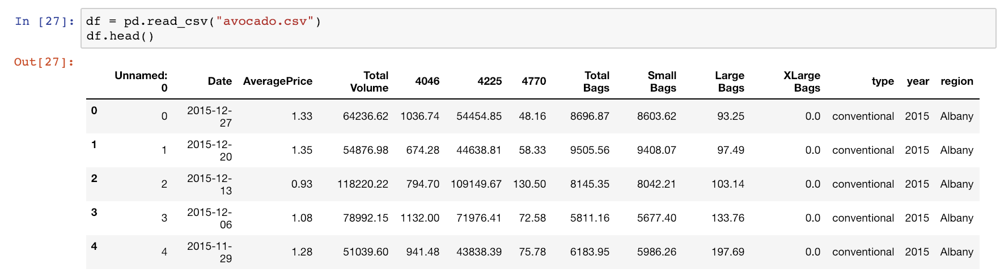 In [27]: df = pd.read_csv("avocado.csv")
df.head()
Out[27]:
Unnamed: 0 Date AveragePrice Total Volume 4046 4225 4770 Total Bags Small Bags Large Bags XLarge Bags type year region
0 0 2015-12-27 1.33 64236.62 1036.74 54454.85 48.16 8696.87 8603.62 93.25 0.0 conventional 2015 Albany
1 1 2015-12-20 1.35 54876.98 674.28 44638.81 58.33 9505.56 9408.07 97.49 0.0 conventional 2015 Albany
2 2 2015-12-13 0.93 118220.22 794.70 109149.67 130.50 8145.35 8042.21 103.14 0.0 conventional 2015 Albany
3 3 2015-12-06 1.08 78992.15 1132.00 71976.41 72.58 5811.16 5677.40 133.76 0.0 conventional 2015 Albany
4 4 2015-11-29 1.28 51039.60 941.48 43838.39 75.78 6183.95 5986.26 197.69 0.0 conventional 2015 Albany